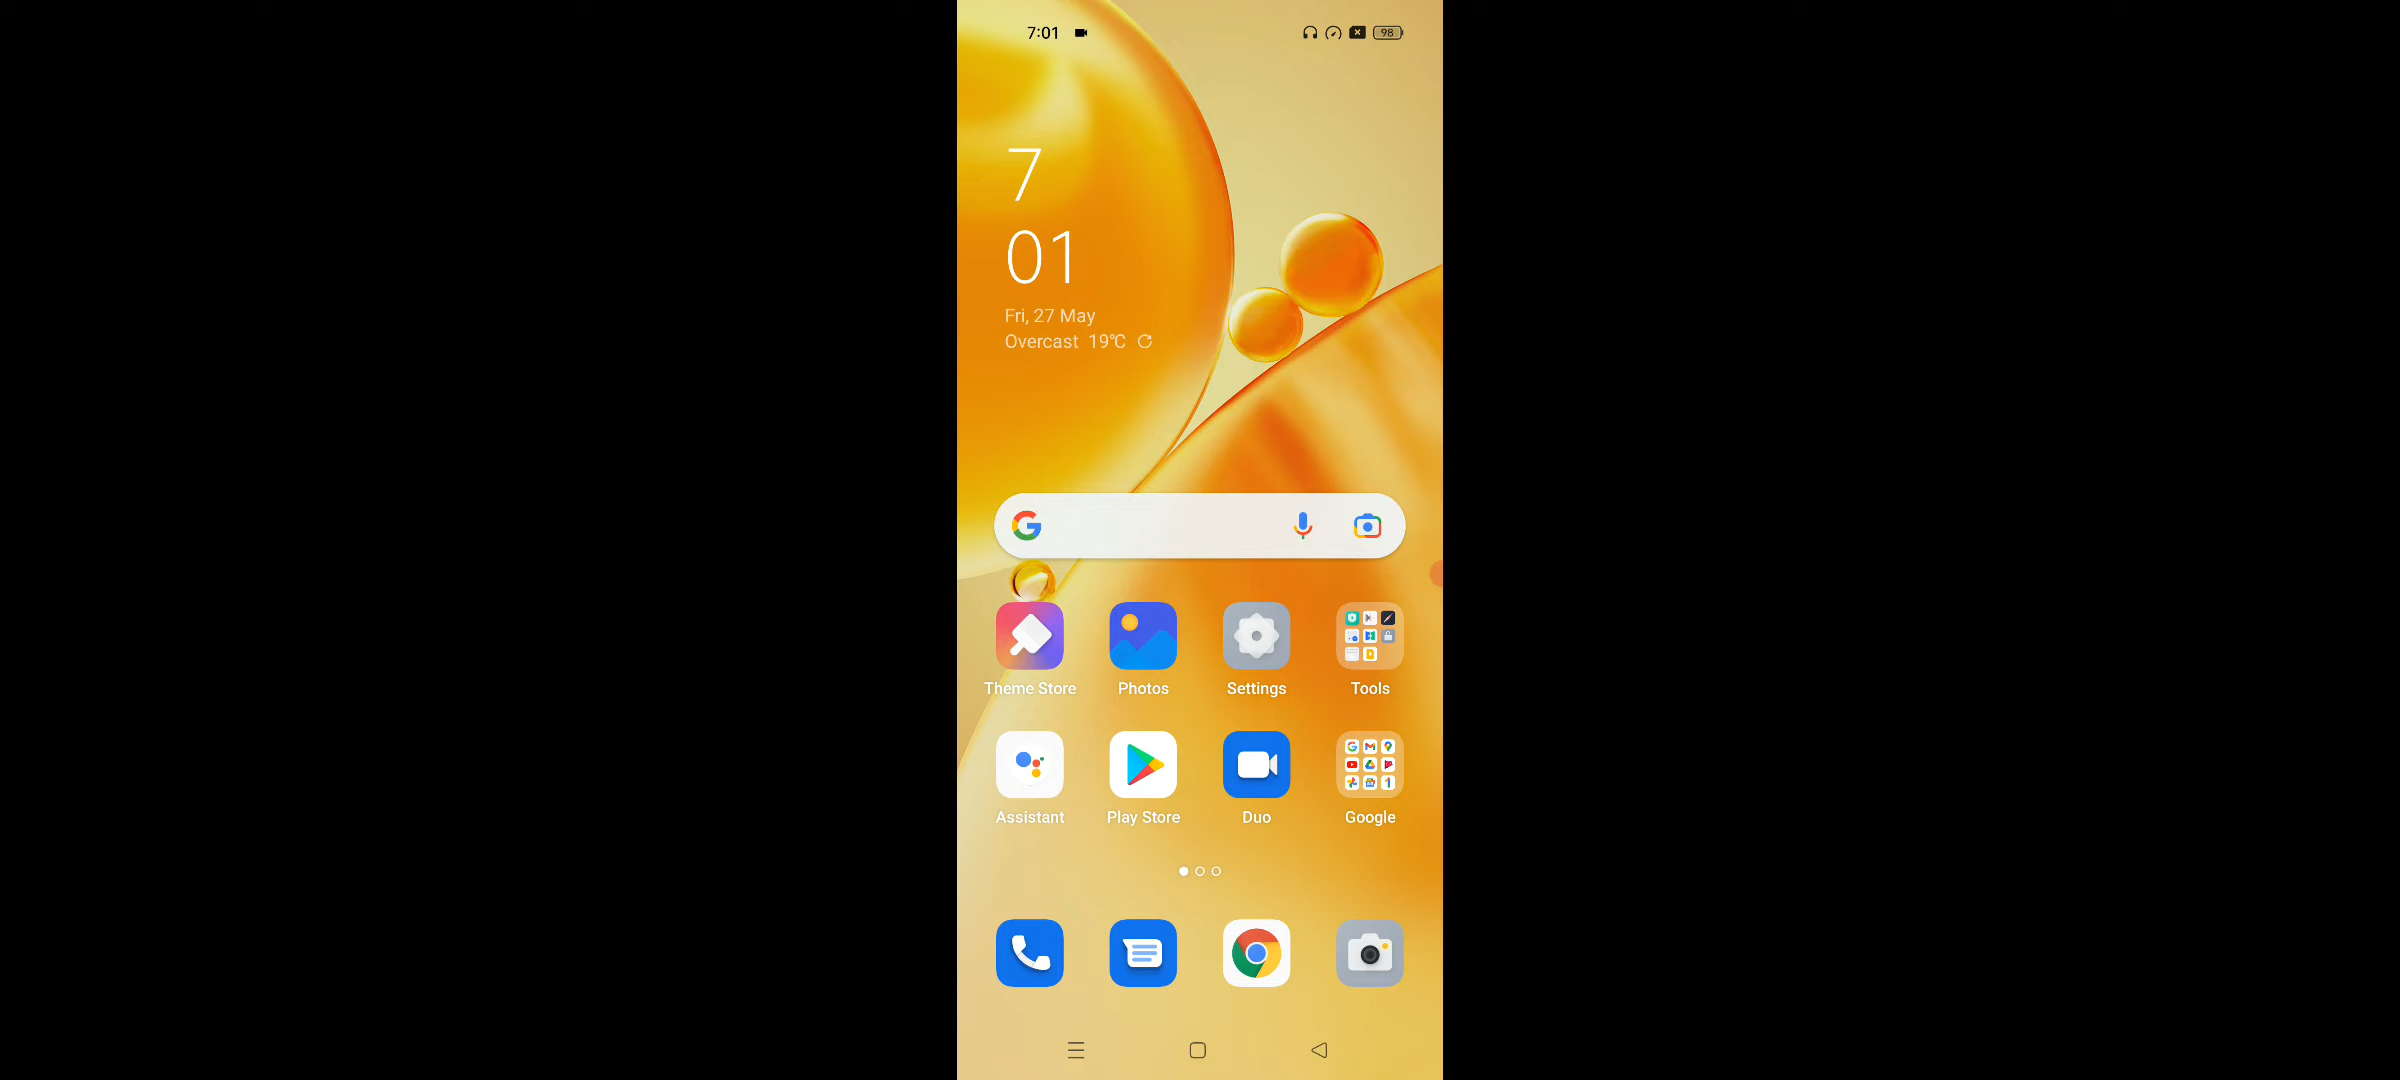 7:01
98
7
01
Fri, 27 May
Overcast 19℃
Theme Store
Photos
Settings
Tools
Assistant
Play Store
Duo
Google